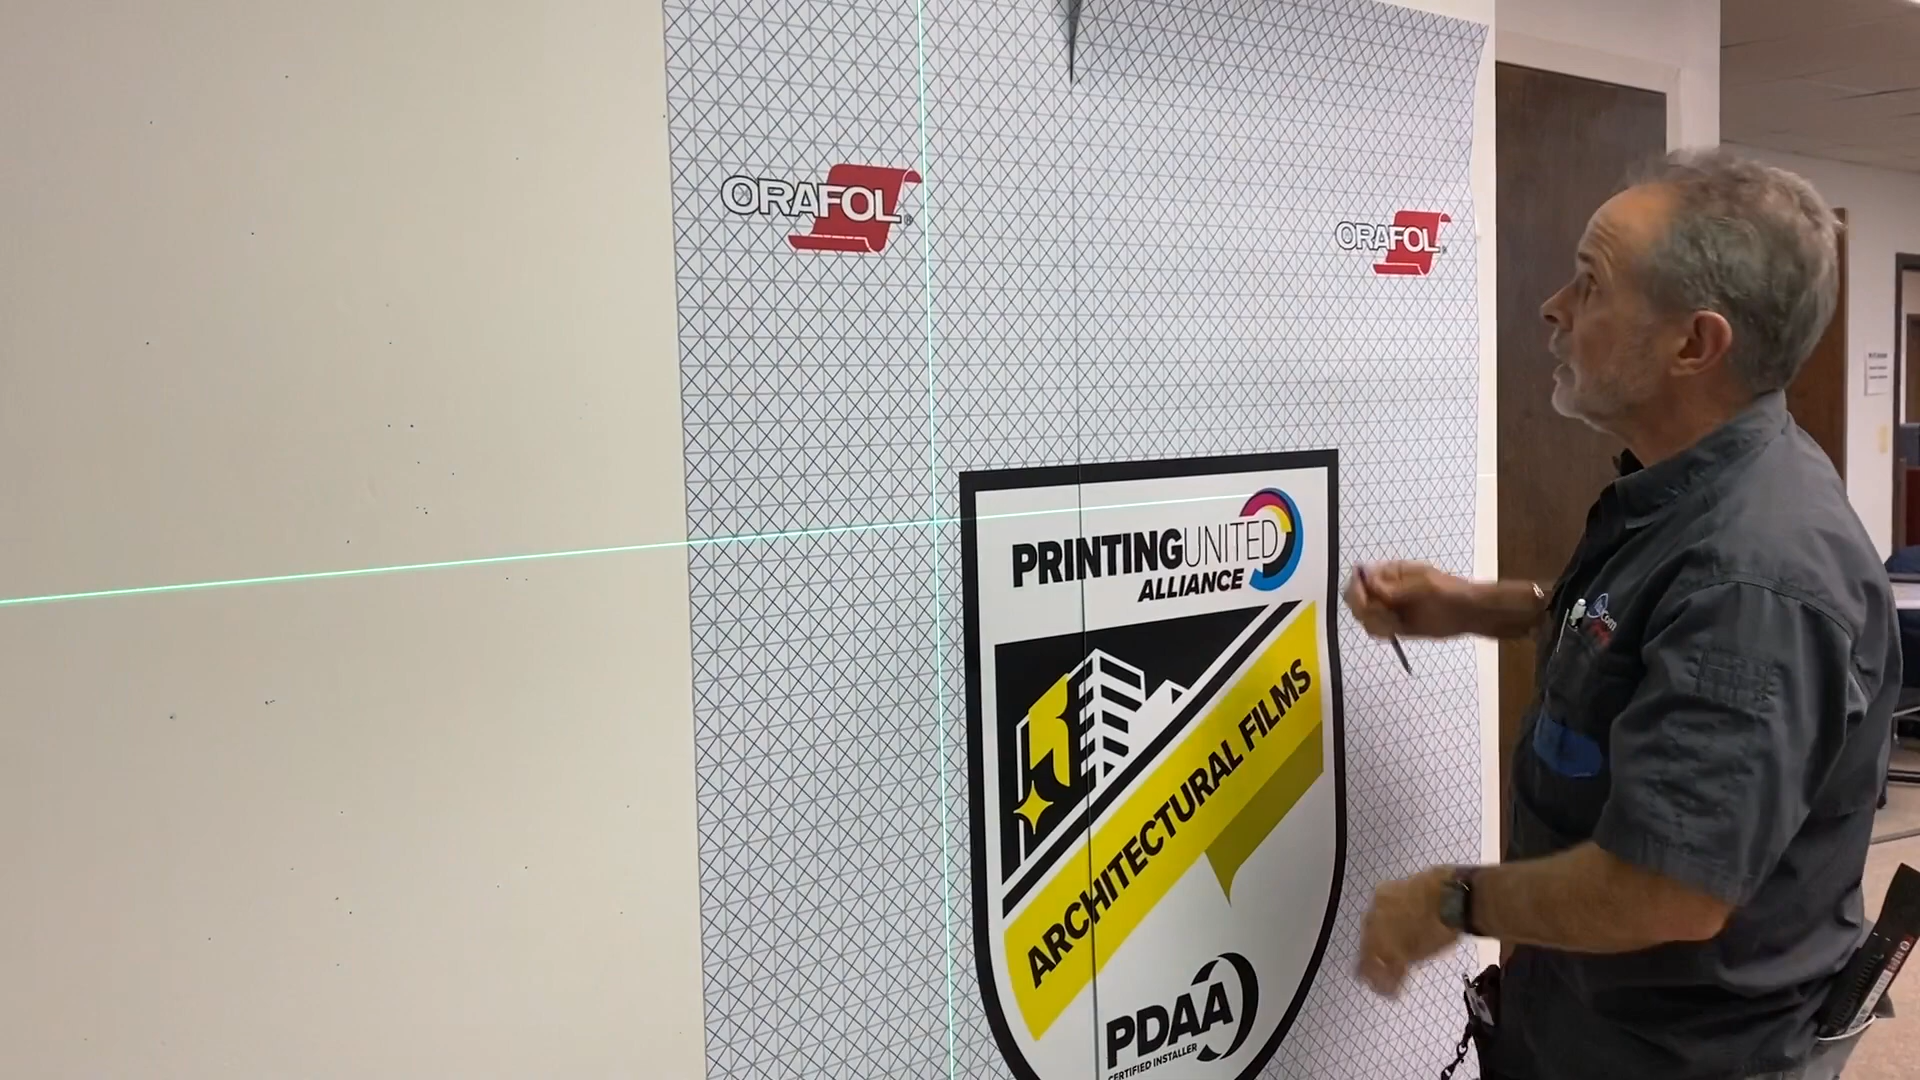 ORAFOL®
ORAFOL®
PRINTINGUNITED
ALLIANCE
ARCHITECTURAL FILMS
PDAA
CERTIFIED INSTALLER